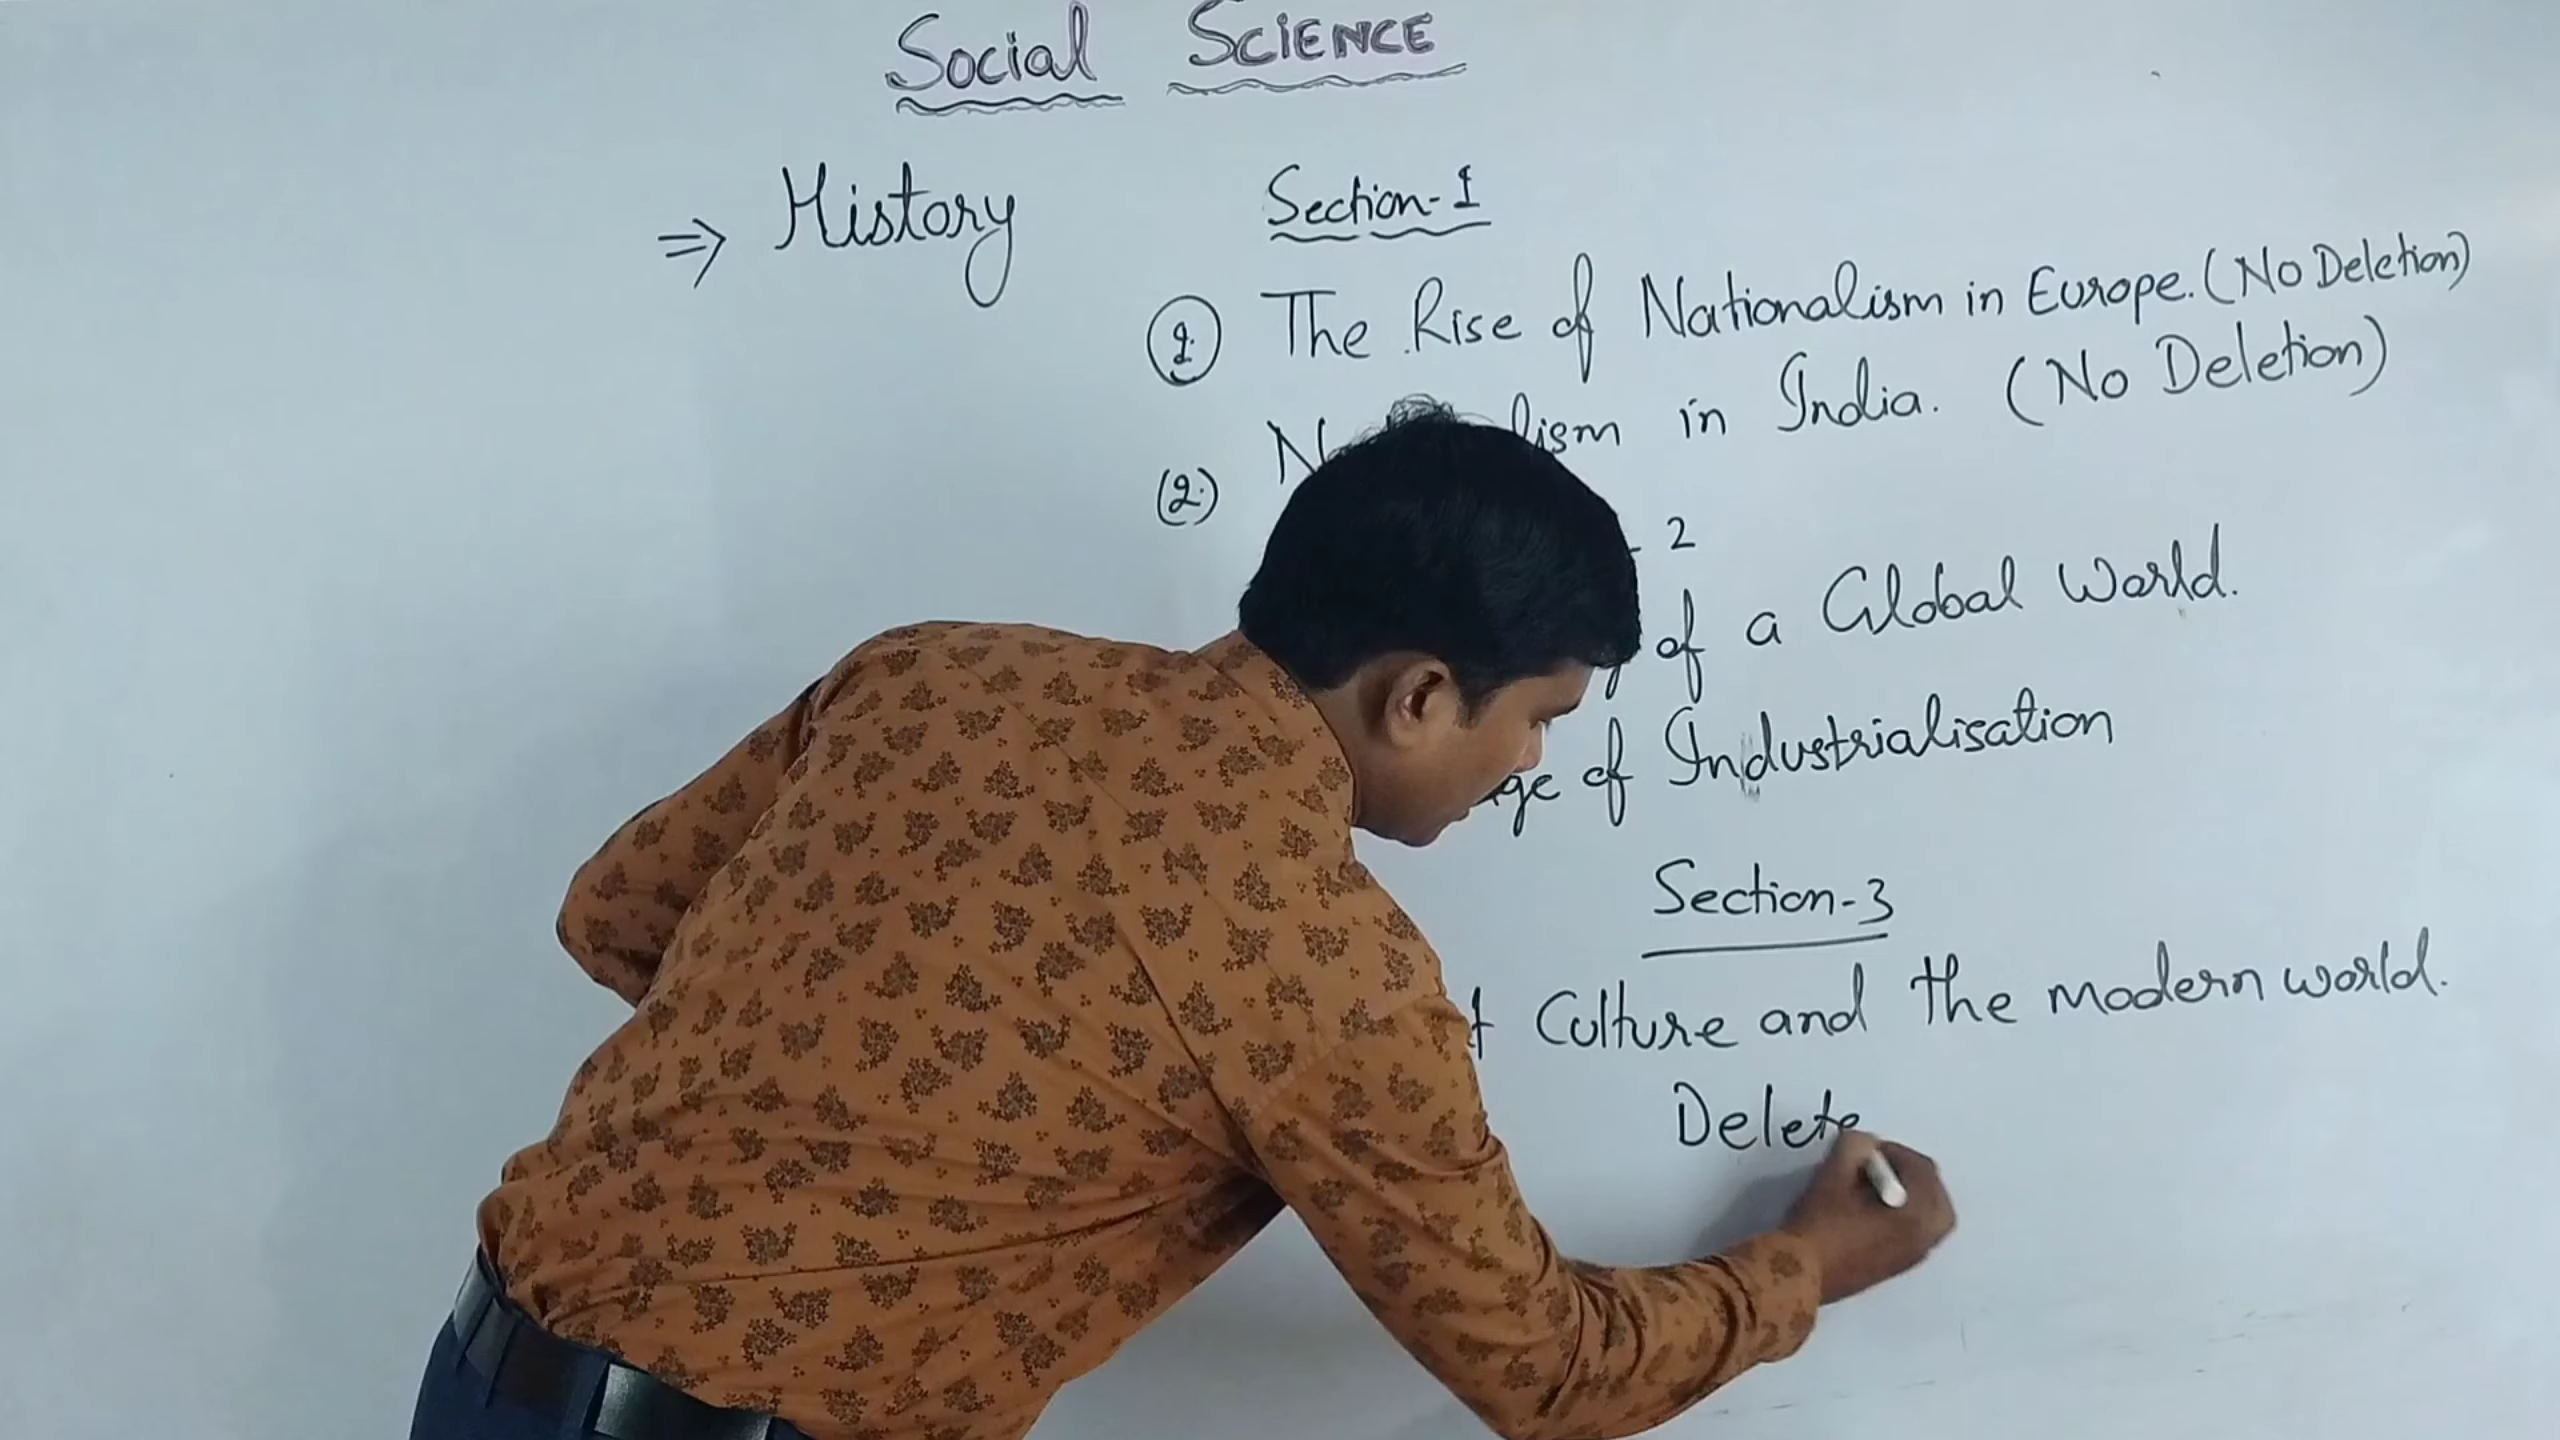 Social SCiENCE
⇒ History
Section-1
1. The Rise of Nationalism in Europe. (No Deletion)
(2.) in India. (No Deletion)
- 2
of a Global World.
of Industrialisation
Section-3
Culture and the modern world.
Delete